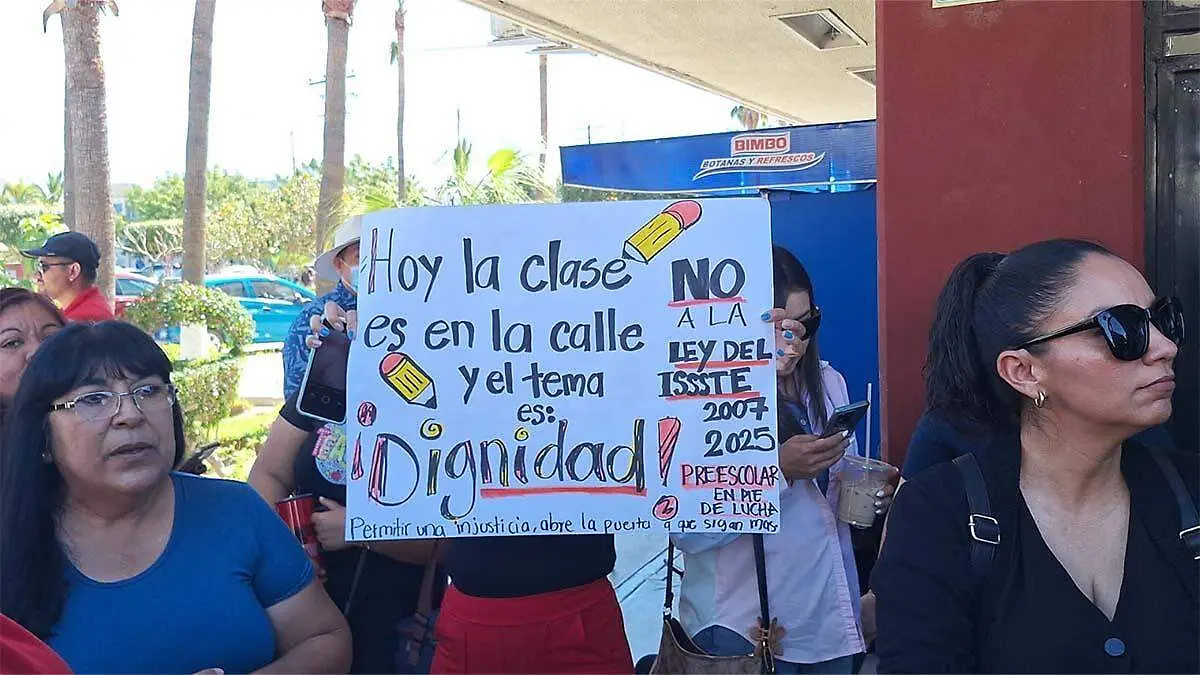 BIMBO
BOTANAS Y REFRESCOS
Hoy la clase
es en la calle
y el tema
es:
¡Dignidad!
Permitir una injusticia, abre la puerta a que sigan más
NO
A LA
LEY DEL
ISSSTE
2007
2025
PREESCOLAR
EN PIE
DE LUCHA